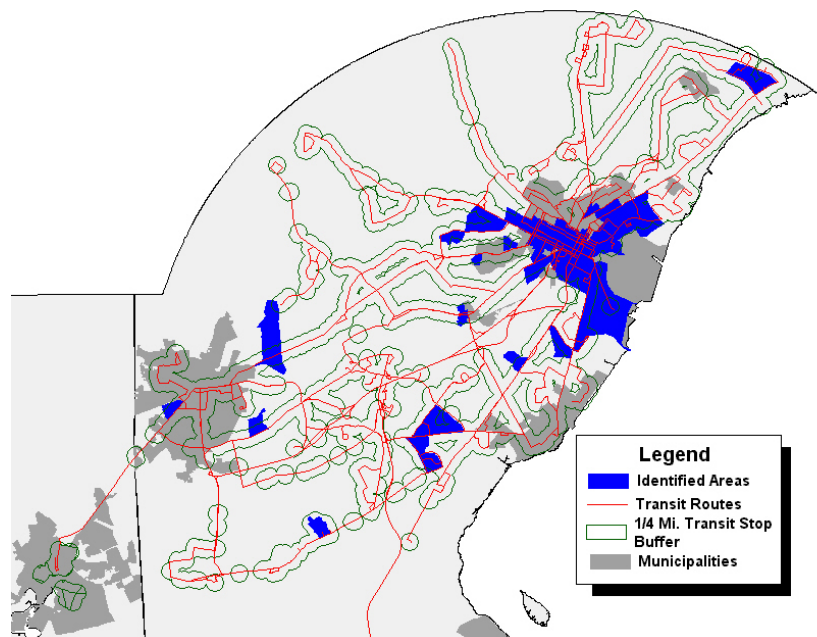 Legend
Identified Areas
Transit Routes
1/4 Mi. Transit Stop
Buffer
Municipalities